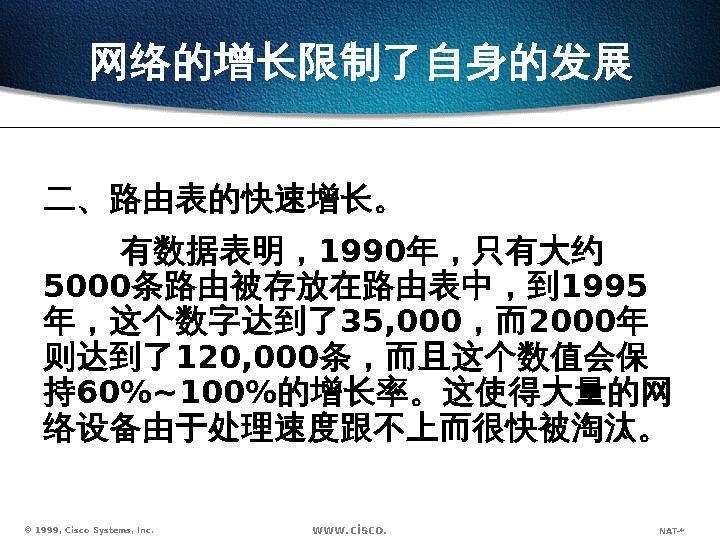 网络的增长限制了自身的发展
二、路由表的快速增长。
有数据表明，1990年，只有大约
5000条路由被存放在路由表中，到1995
年，这个数字达到了35,000，而2000年
则达到了120,000条，而且这个数值会保
持60%~100%的增长率。这使得大量的网
络设备由于处理速度跟不上而很快被淘汰。
© 1999, Cisco Systems, Inc.
www.cisco.
NAT-*